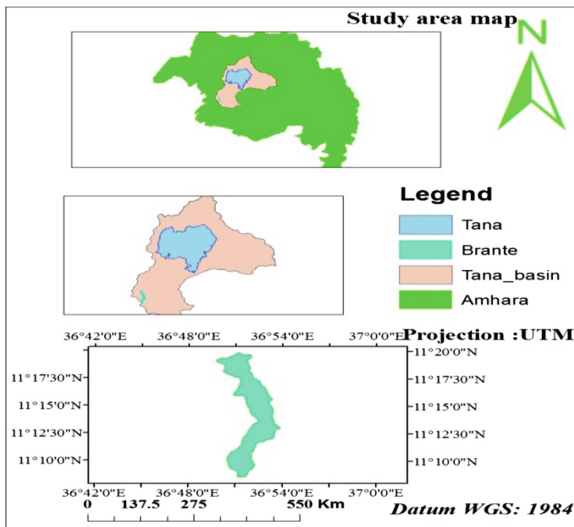 Study area map
N
Legend
Tana
Brante
Tana_basin
Amhara
Projection :UTM
36°42'0"E 36°48'0"E 36°54'0"E 37°0'0"E
11°20'0"N
11°17'30"N 11°17'30"N
11°15'0"N 11°15'0"N
11°12'30"N 11°12'30"N
11°10'0"N 11°10'0"N
36°42'0"E 36°48'0"E 36°54'0"E 37°0'0"E
0 137.5 275 550 Km
Datum WGS: 1984